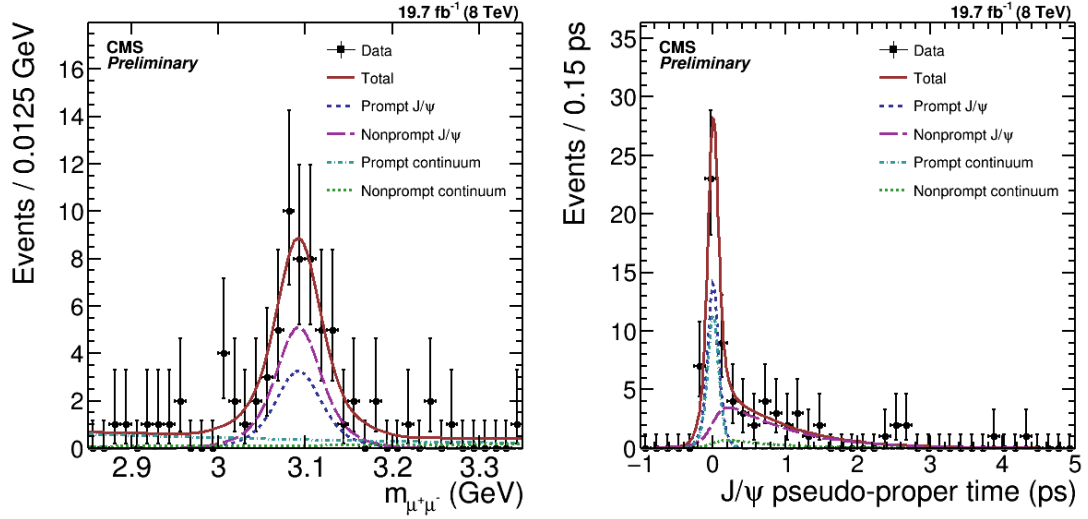 19.7 fb⁻¹ (8 TeV)
Events / 0.0125 GeV
16
14
12
10
8
6
4
2
0
CMS
Preliminary
Data
Total
Prompt J/ψ
Nonprompt J/ψ
Prompt continuum
Nonprompt continuum
2.9 3 3.1 3.2 3.3
m_μ⁺μ⁻ (GeV)
19.7 fb⁻¹ (8 TeV)
Events / 0.15 ps
35
30
25
20
15
10
5
0
CMS
Preliminary
Data
Total
Prompt J/ψ
Nonprompt J/ψ
Prompt continuum
Nonprompt continuum
−1 0 1 2 3 4 5
J/ψ pseudo-proper time (ps)